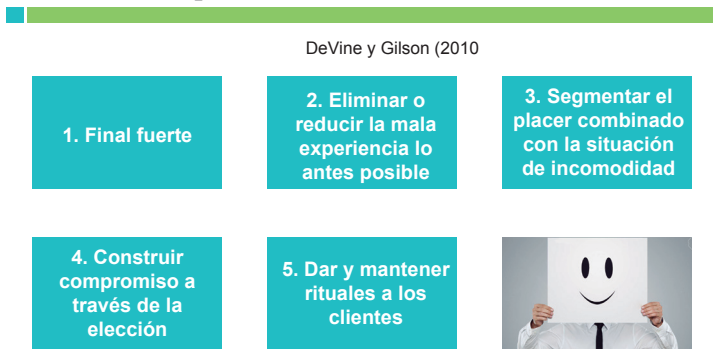 DeVine y Gilson (2010
1. Final fuerte
2. Eliminar o
reducir la mala
experiencia lo
antes posible
3. Segmentar el
placer combinado
con la situación
de incomodidad
4. Construir
compromiso a
través de la
elección
5. Dar y mantener
rituales a los
clientes